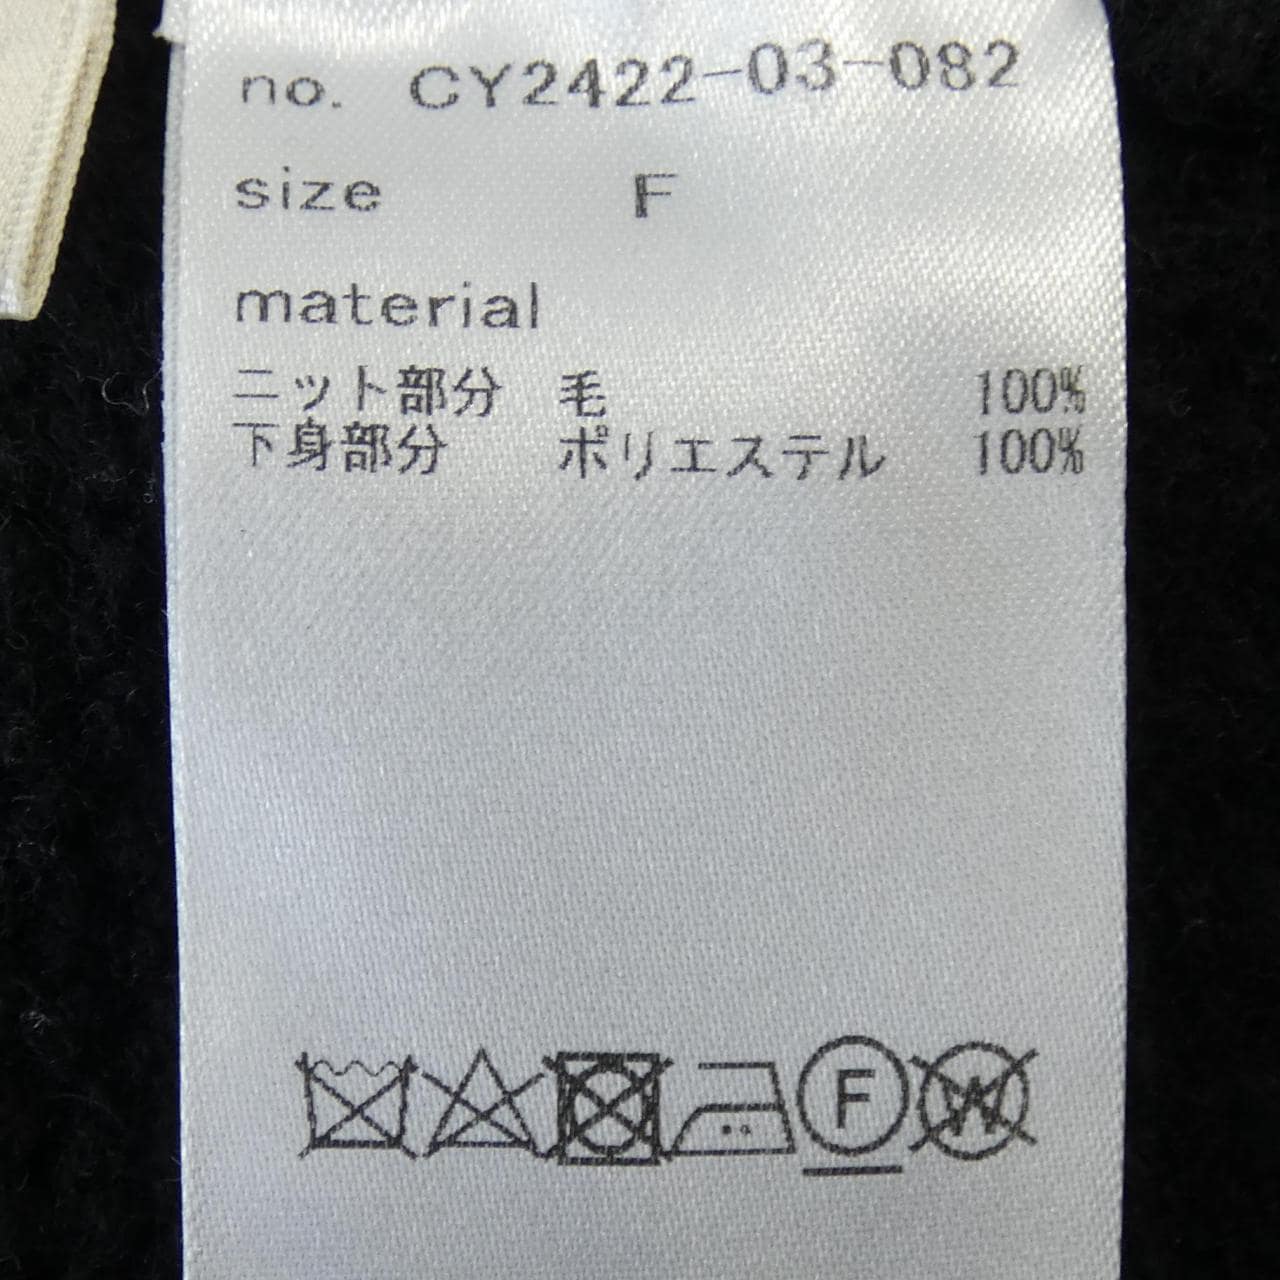 no. CY2422-03-082
size F
material
ニット部分 毛 100%
下身部分 ポリエステル 100%
F W